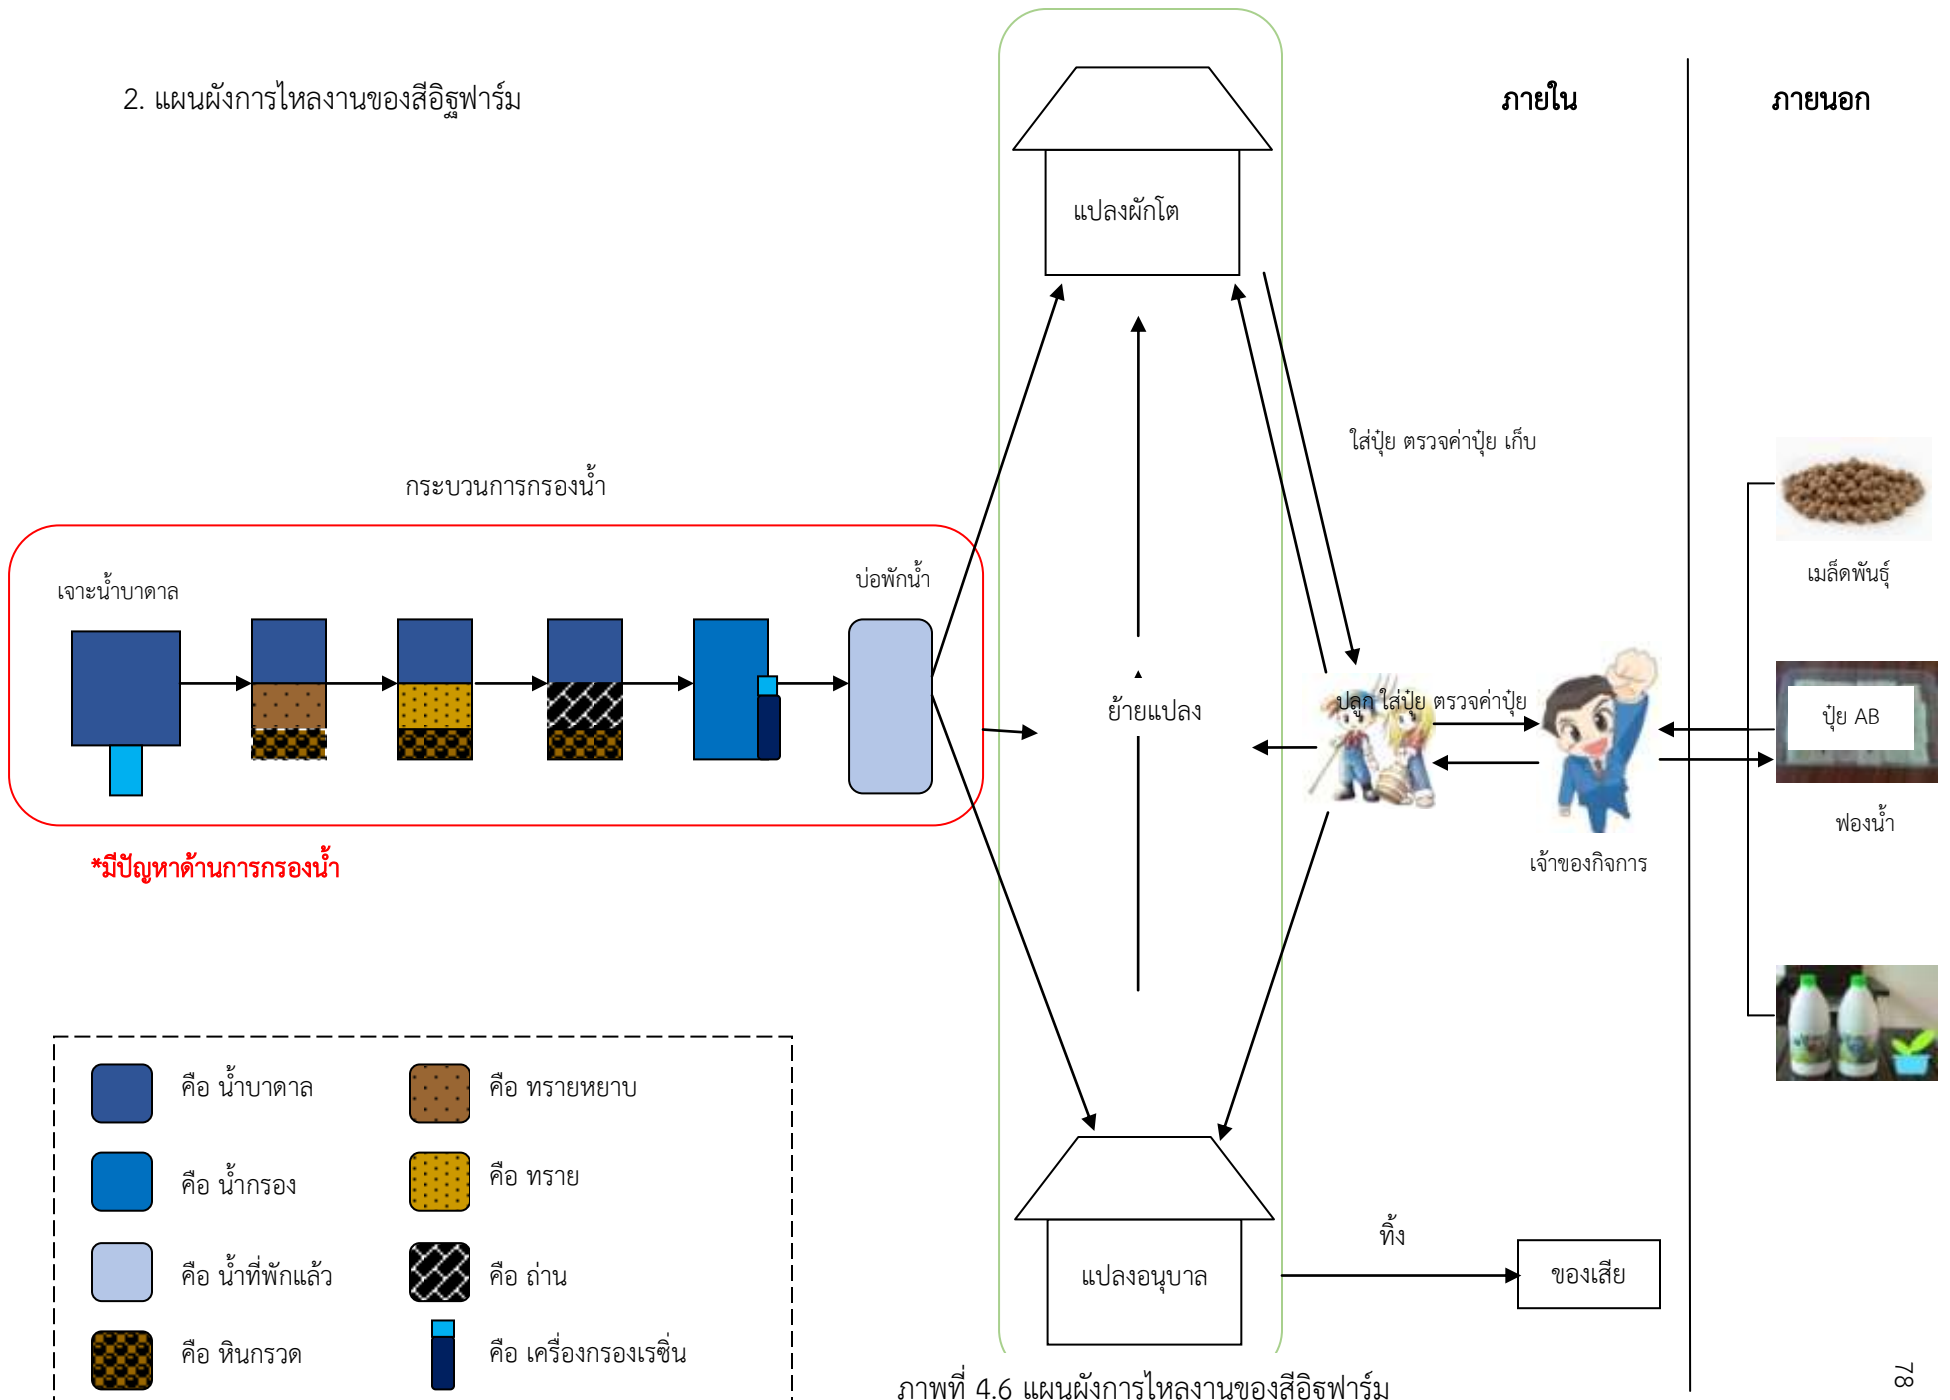 2. แผนผังการไหลงานของสีอิฐฟาร์ม
ภายใน
ภายนอก
แปลงผักโต
ใส่ปุ๋ย ตรวจค่าปุ๋ย เก็บ
กระบวนการกรองน้ำ
เจาะน้ำบาดาล
บ่อพักน้ำ
เมล็ดพันธุ์
ย้ายแปลง
ปลูก ใส่ปุ๋ย ตรวจค่าปุ๋ย
ปุ๋ย AB
ฟองน้ำ
เจ้าของกิจการ
*มีปัญหาด้านการกรองน้ำ
คือ น้ำบาดาล
คือ ทรายหยาบ
คือ น้ำกรอง
คือ ทราย
คือ น้ำที่พักแล้ว
คือ ถ่าน
คือ หินกรวด
คือ เครื่องกรองเรซิ่น
แปลงอนุบาล
ทิ้ง
ของเสีย
ภาพที่ 4.6 แผนผังการไหลงานของสีอิฐฟาร์ม
78